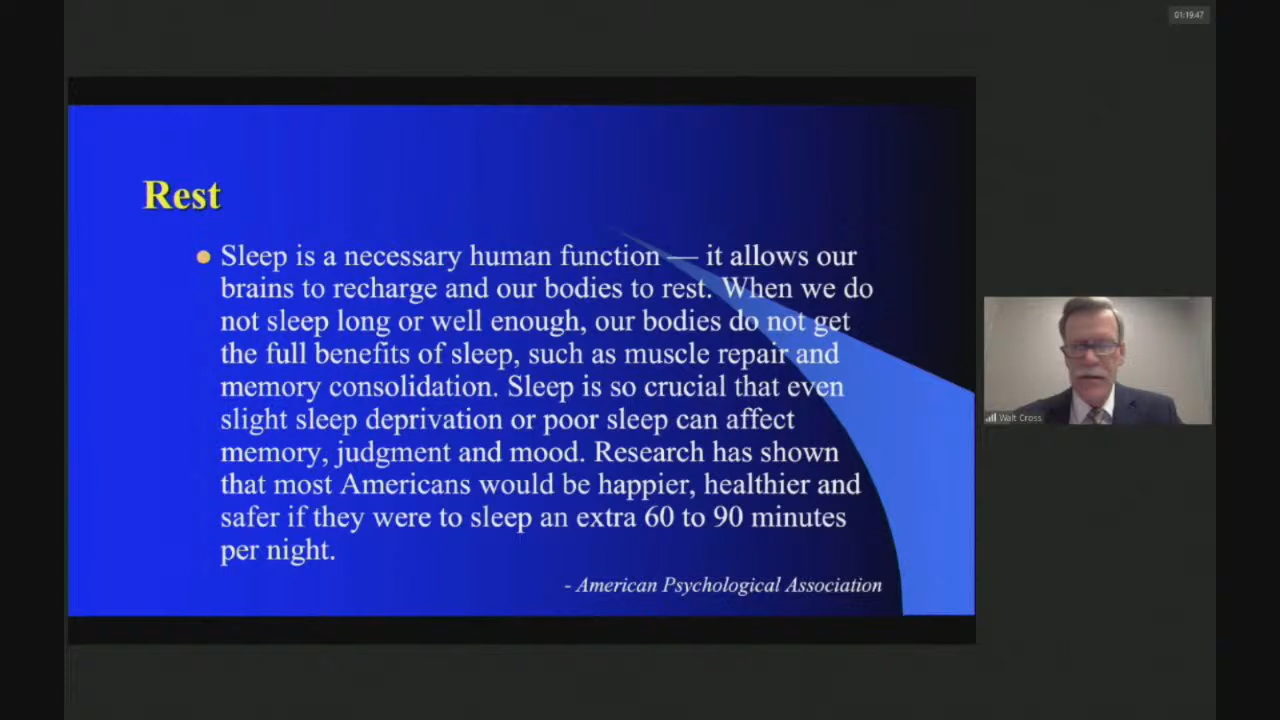 01:19:47
Rest
Sleep is a necessary human function — it allows our
brains to recharge and our bodies to rest. When we do
not sleep long or well enough, our bodies do not get
the full benefits of sleep, such as muscle repair and
memory consolidation. Sleep is so crucial that even
slight sleep deprivation or poor sleep can affect
memory, judgment and mood. Research has shown
that most Americans would be happier, healthier and
safer if they were to sleep an extra 60 to 90 minutes
per night.
- American Psychological Association
Walt Cross